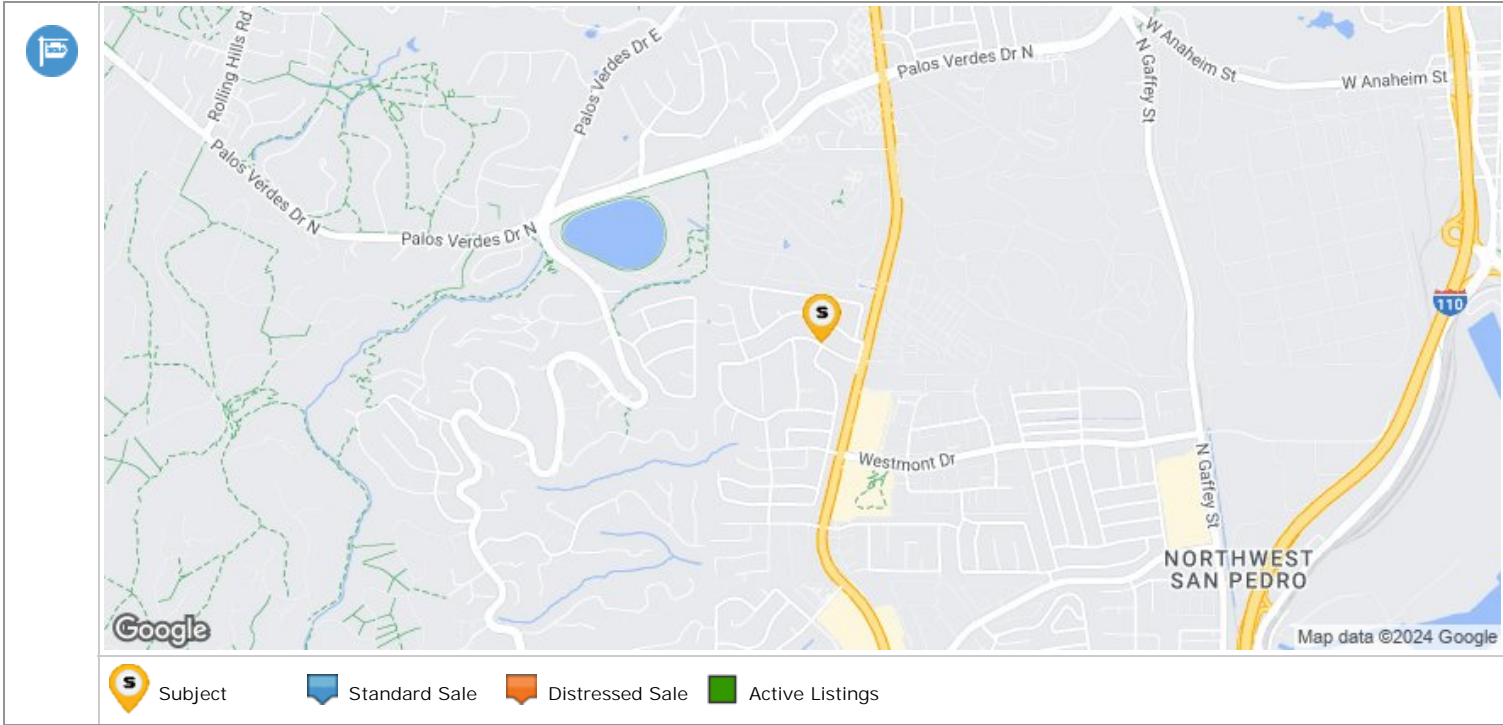 Rolling Hills Rd
Palos Verdes Dr E
Palos Verdes Dr N
W Anaheim St
N Gaffey St
W Anaheim St
Palos Verdes Dr N
Palos Verdes Dr N
S
110
Westmont Dr
N Gaffey St
NORTHWEST
SAN PEDRO
Google
Map data ©2024 Google
S Subject Standard Sale Distressed Sale Active Listings